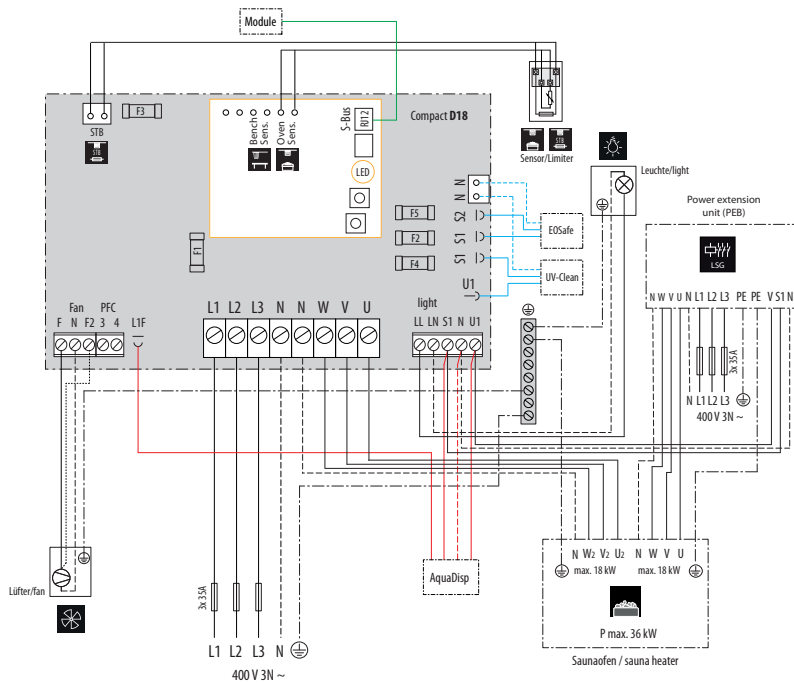 Module
F3
STB
STB
Bench
Sens.
Oven
Sens.
S-Bus
RJ12
LED
Compact D18
STB
Sensor/Limiter
Leuchte/light
Power extension
unit (PEB)
LSG
N W V U N L1 L2 L3 PE PE V S1 N
3x 35A
N L1 L2 L3
400 V 3N ~
N
N
S2
S1
S1
U1
F5
F2
F4
F1
EOSafe
UV-Clean
Fan PFC
F N F2 3 4 L1F
L1 L2 L3 N N W V U
light
LL LN S1 N U1
Lüfter/fan
3x 35A
L1 L2 L3 N
400 V 3N ~
AquaDisp
N W2 V2 U2 N W V U
max. 18 kW max. 18 kW
P max. 36 kW
Saunaofen / sauna heater